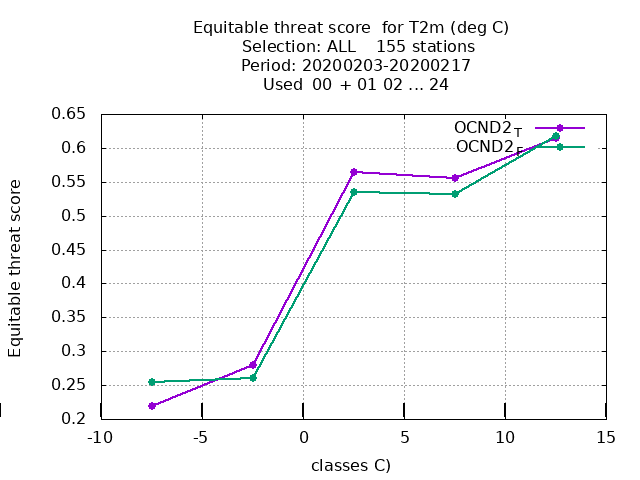 Equitable threat score  for T2m (deg C)
Selection: ALL    155 stations
Period: 20200203-20200217
Used  00 + 01 02 ... 24
0.65
0.6
0.55
0.5
0.45
0.4
0.35
0.3
0.25
0.2
Equitable threat score
OCND2_T
OCND2_F
-10
-5
0
5
10
15
classes C)